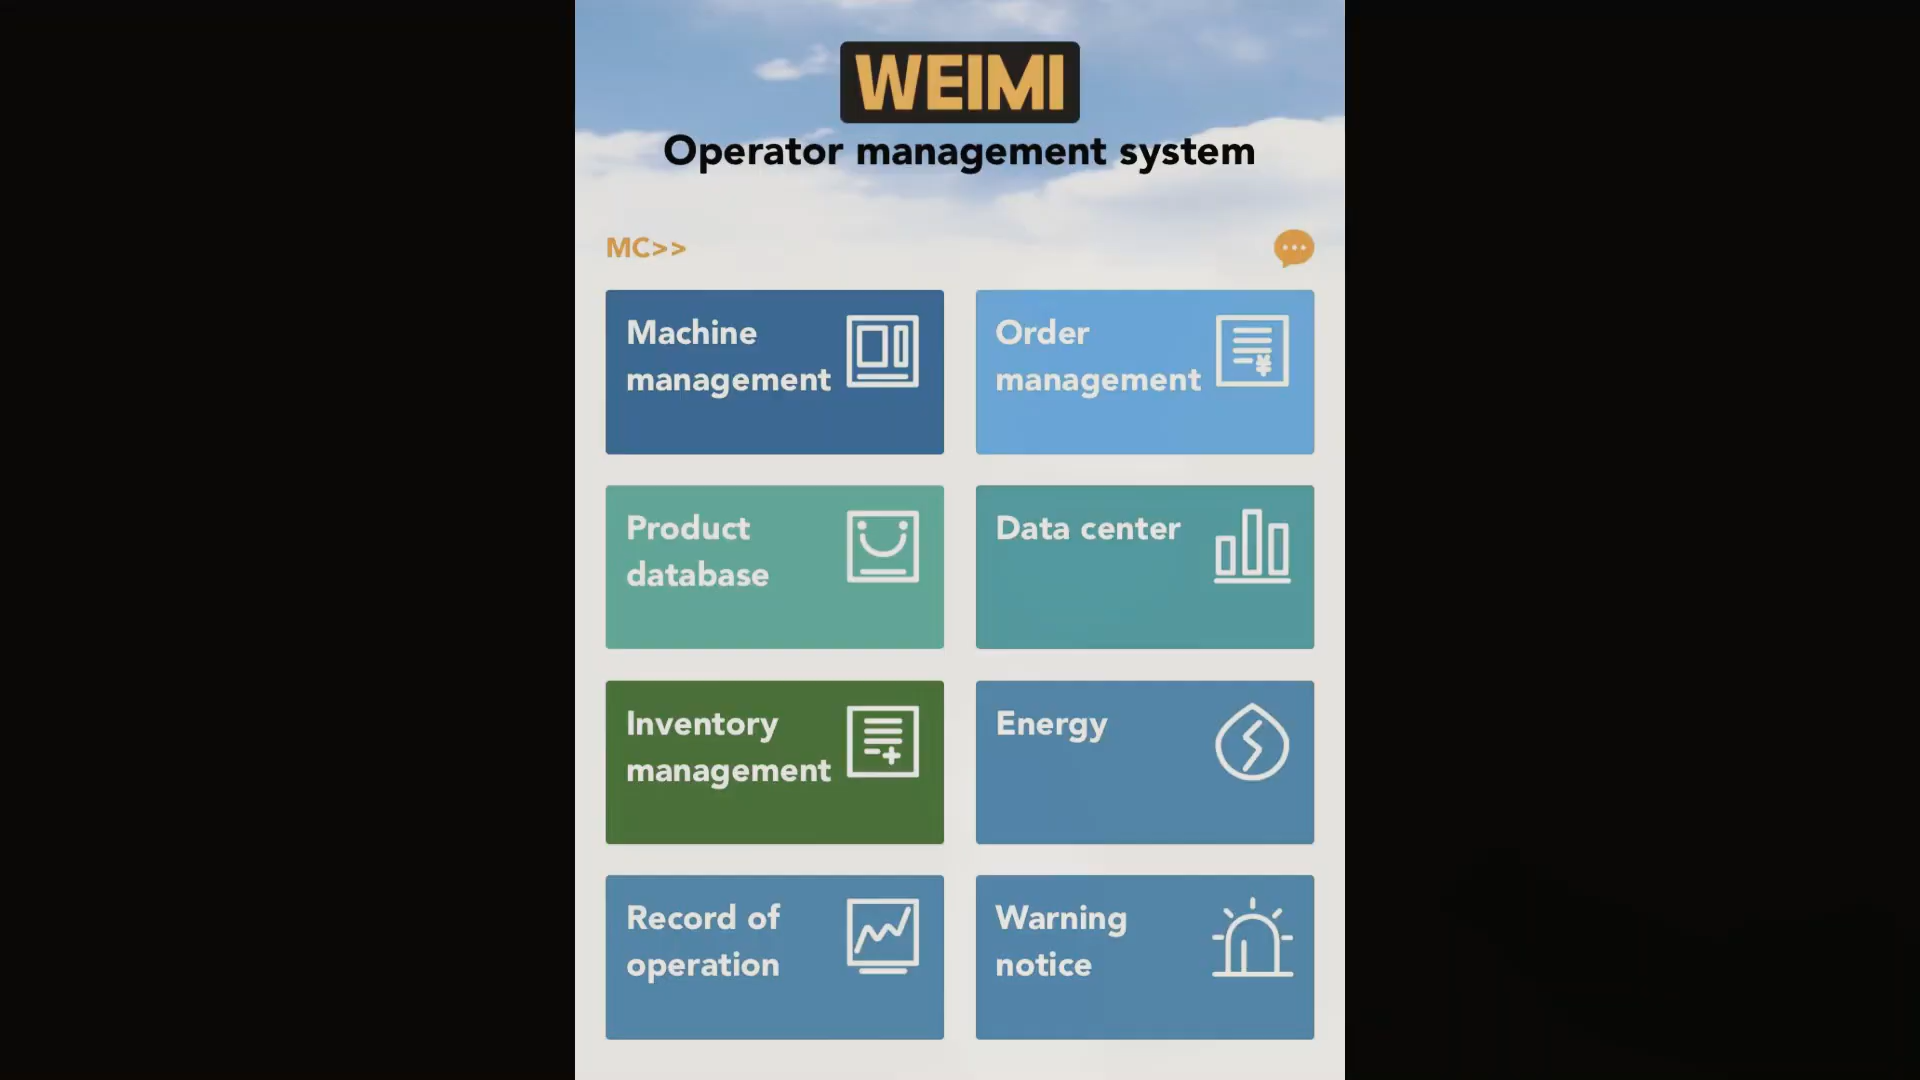 WEIMI
Operator management system
MC>>
Machine
management
Order
management
Product
database
Data center
Inventory
management
Energy
Record of
operation
Warning
notice